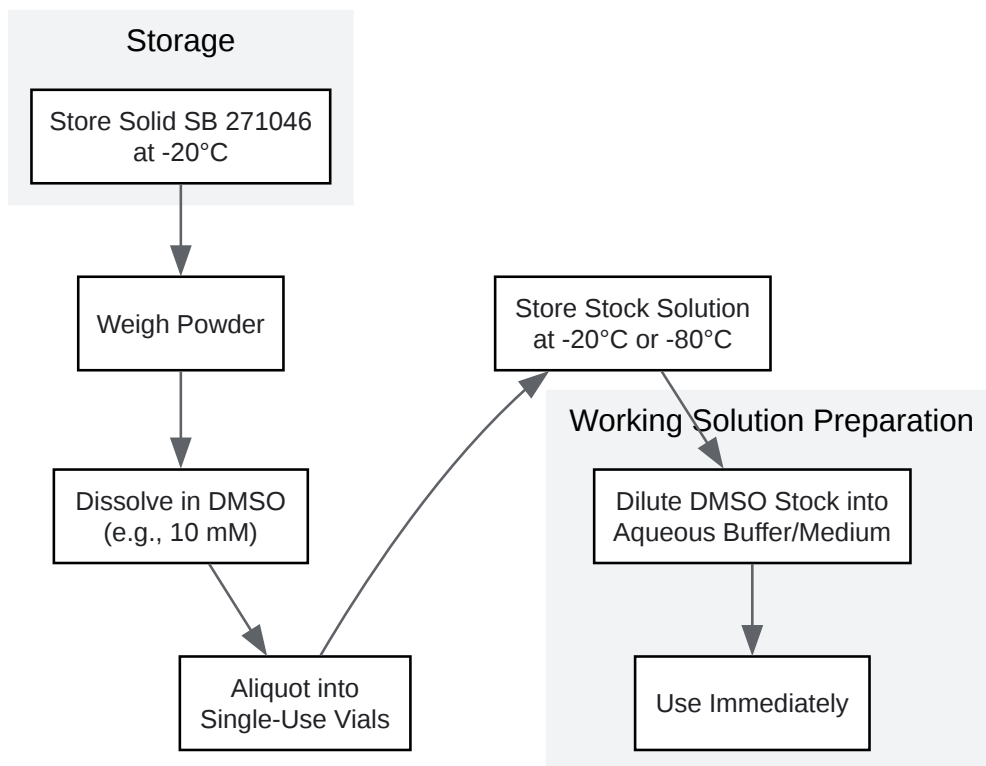 Storage
Store Solid SB 271046
at -20°C
Weigh Powder
Dissolve in DMSO
(e.g., 10 mM)
Aliquot into
Single-Use Vials
Store Stock Solution
at -20°C or -80°C
Working Solution Preparation
Dilute DMSO Stock into
Aqueous Buffer/Medium
Use Immediately